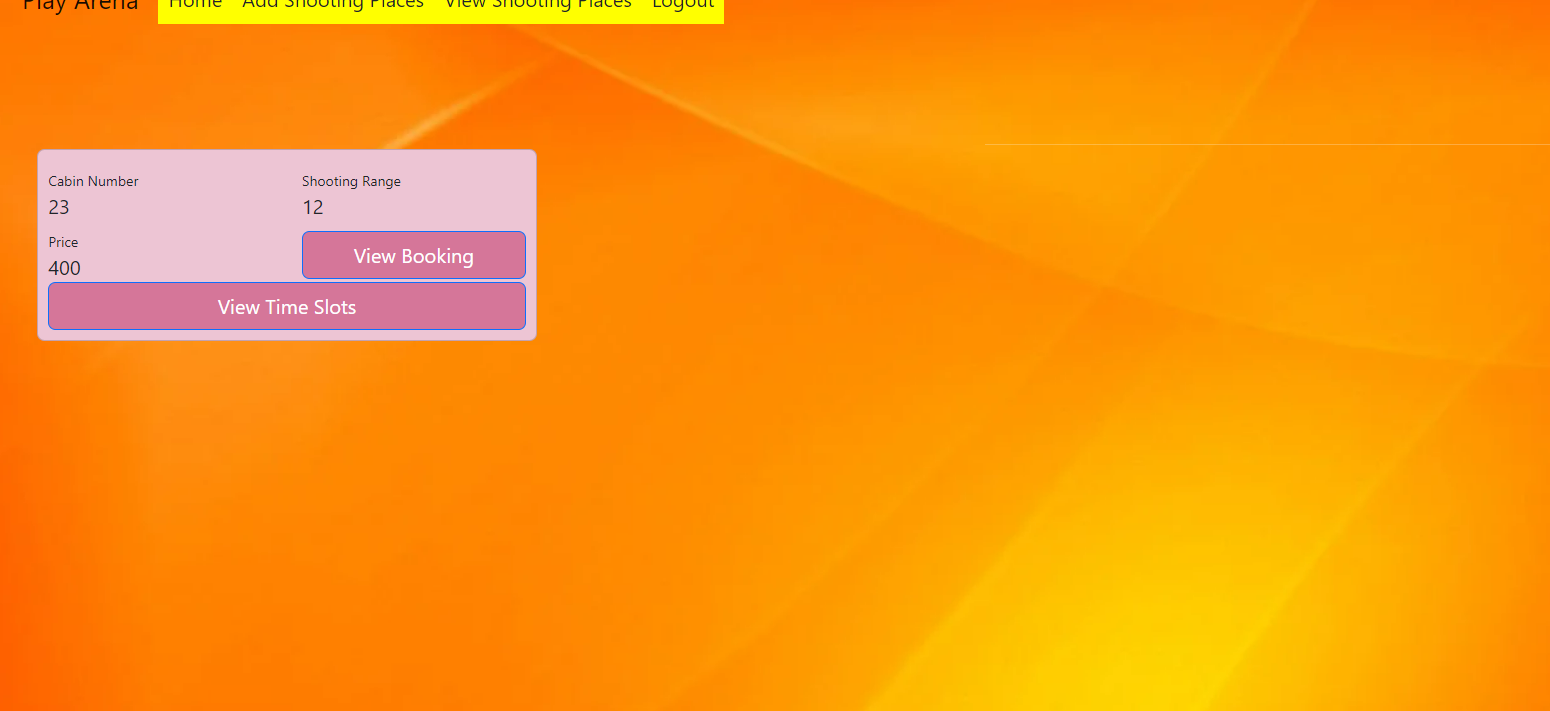 Play Arena Home Add Shooting Places View Shooting Places Logout
Cabin Number Shooting Range
23 12
Price
400
View Booking
View Time Slots